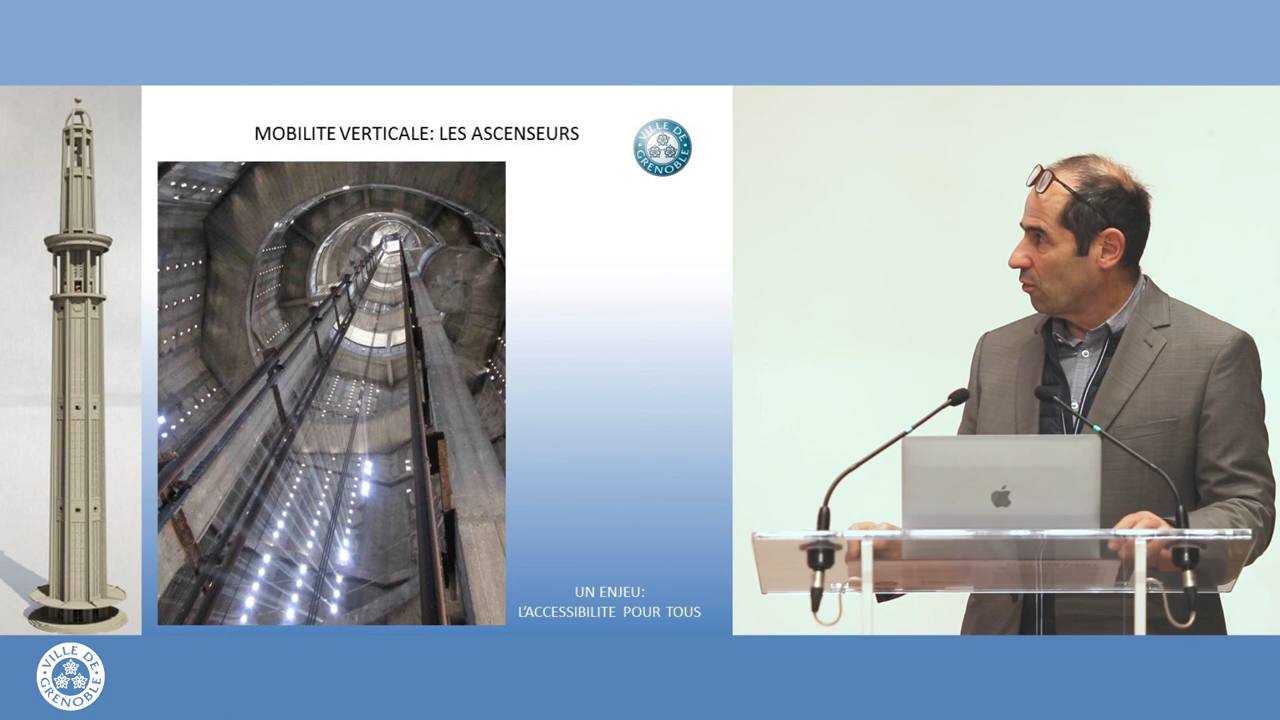 MOBILITE VERTICALE: LES ASCENSEURS
VILLE DE GRENOBLE
UN ENJEU:
L'ACCESSIBILITE POUR TOUS
VILLE DE GRENOBLE